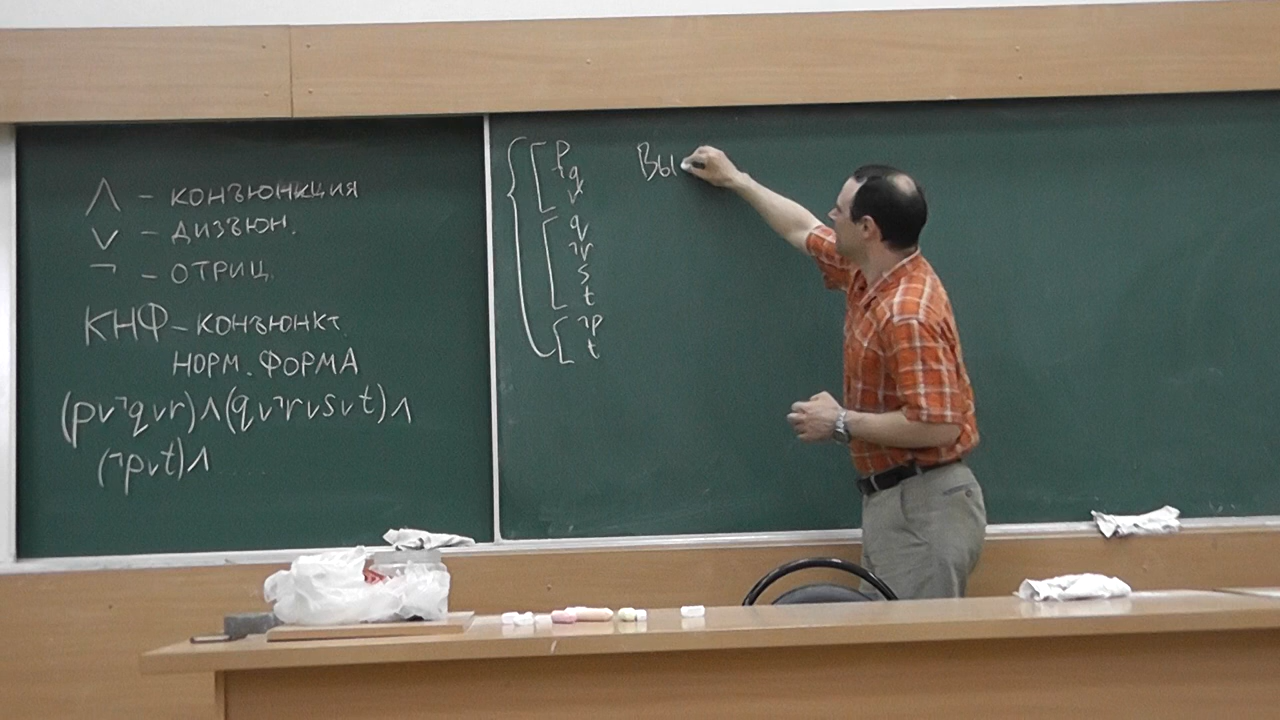 ∧ – КОНЪЮНКЦИЯ
∨ – ДИЗЪЮН.
¬ – ОТРИЦ.
КНФ – КОНЪЮНКТ.
НОРМ. ФОРМА
(p∨¬q∨r)∧(q∨¬r∨s∨t)∧
(¬p∨t)∧ ....
p
¬q
r
q
¬r
s
t
¬p
t
Вы